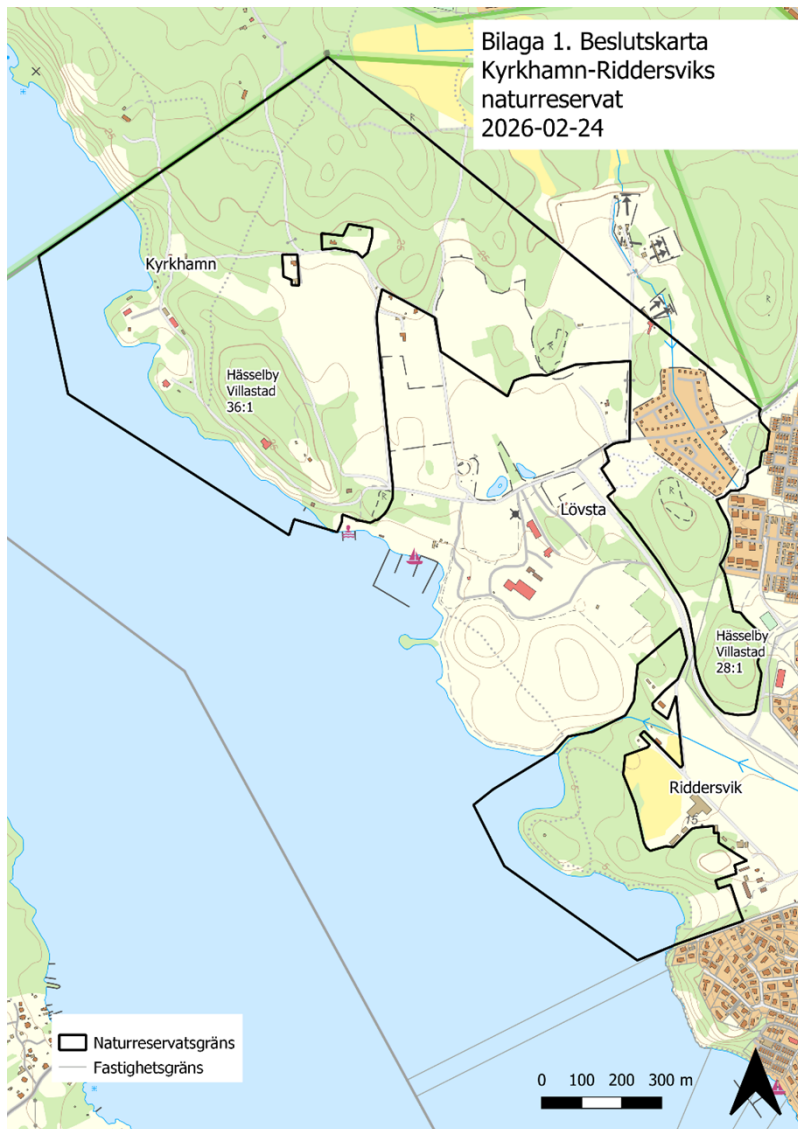 Bilaga 1. Beslutskarta
Kyrkhamn-Riddersviks
naturreservat
2026-02-24
Kyrkhamn
Hässelby
Villastad
36:1
Lövsta
Hässelby
Villastad
28:1
Riddersvik
15
Naturreservatsgräns
Fastighetsgräns
0 100 200 300 m